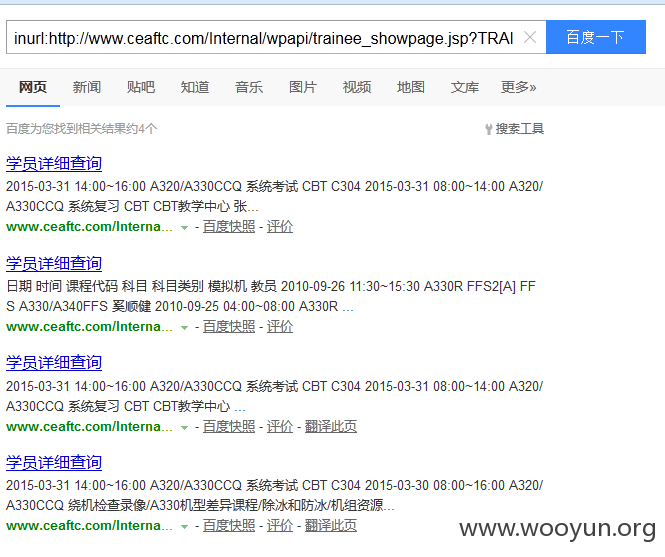 inurl:http://www.ceaftc.com/Internal/wpapi/trainee_showpage.jsp?TRAI 百度一下
网页 新闻 贴吧 知道 音乐 图片 视频 地图 文库 更多»
百度为您找到相关结果约4个 搜索工具
学员详细查询
2015-03-31 14:00~16:00 A320/A330CCQ 系统考试 CBT C304 2015-03-31 08:00~14:00 A320/
A330CCQ 系统复习 CBT CBT教学中心 张...
www.ceaftc.com/Interna... - 百度快照 - 评价
学员详细查询
日期 时间 课程代码 科目 科目类别 模拟机 教员 2010-09-26 11:30~15:30 A330R FFS2[A] FF
S A330/A340FFS 奚顺健 2010-09-25 04:00~08:00 A330R ...
www.ceaftc.com/Interna... - 百度快照 - 评价
学员详细查询
2015-03-31 14:00~16:00 A320/A330CCQ 系统考试 CBT C304 2015-03-31 08:00~14:00 A320/
A330CCQ 系统复习 CBT CBT教学中心 ...
www.ceaftc.com/Interna... - 百度快照 - 评价 - 翻译此页
学员详细查询
2015-03-31 14:00~16:00 A320/A330CCQ 系统考试 CBT C304 2015-03-30 08:00~16:00 A320/
A330CCQ 绕机检查录像/A330机型差异课程/除冰和防冰/机组资源...
www.ceaftc.com/Interna... - 百度快照 - 评价 - 翻译此页
www.wooyun.org